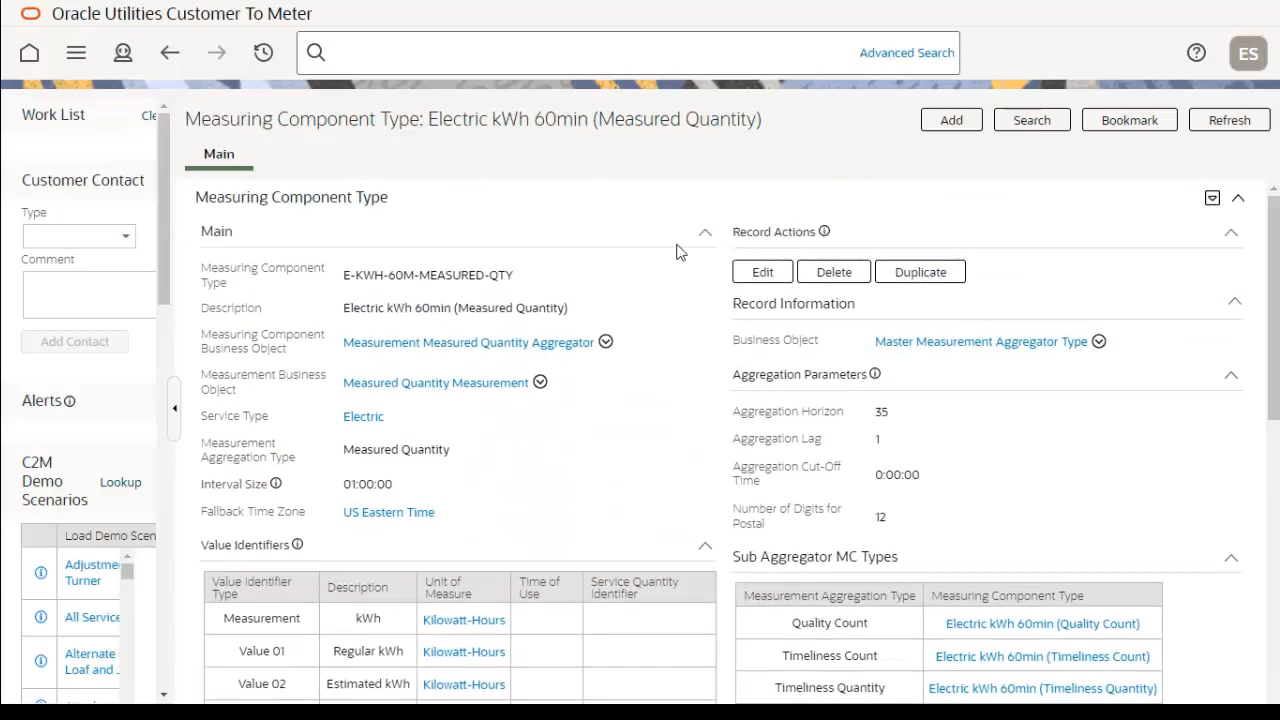 Oracle Utilities Customer To Meter
Advanced Search
ES
Work List
Cle
Customer Contact
Type
Comment
Add Contact
Alerts
C2M
Demo
Scenarios
Lookup
Load Demo Scen
Adjustme
Turner
All Service
Alternate
Loaf and
Measuring Component Type: Electric kWh 60min (Measured Quantity)
Add
Search
Bookmark
Refresh
Main
Measuring Component Type
Main
Measuring Component
Type
E-KWH-60M-MEASURED-QTY
Description
Electric kWh 60min (Measured Quantity)
Measuring Component
Business Object
Measurement Measured Quantity Aggregator
Measurement Business
Object
Measured Quantity Measurement
Service Type
Electric
Measurement
Aggregation Type
Measured Quantity
Interval Size
01:00:00
Fallback Time Zone
US Eastern Time
Value Identifiers
Value Identifier
Type
Description
Unit of
Measure
Time of
Use
Service Quantity
Identifier
Measurement
kWh
Kilowatt-Hours
Value 01
Regular kWh
Kilowatt-Hours
Value 02
Estimated kWh
Kilowatt-Hours
Record Actions
Edit
Delete
Duplicate
Record Information
Business Object
Master Measurement Aggregator Type
Aggregation Parameters
Aggregation Horizon
35
Aggregation Lag
1
Aggregation Cut-Off
Time
0:00:00
Number of Digits for
Postal
12
Sub Aggregator MC Types
Measurement Aggregation Type
Measuring Component Type
Quality Count
Electric kWh 60min (Quality Count)
Timeliness Count
Electric kWh 60min (Timeliness Count)
Timeliness Quantity
Electric kWh 60min (Timeliness Quantity)